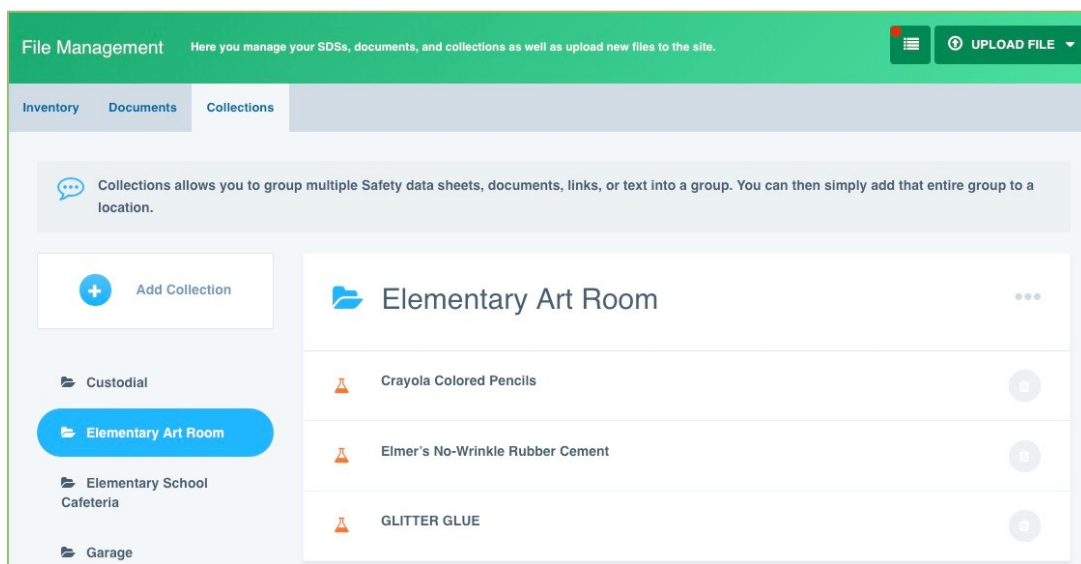 File Management
Here you manage your SDSs, documents, and collections as well as upload new files to the site.
UPLOAD FILE
Inventory
Documents
Collections
Collections allows you to group multiple Safety data sheets, documents, links, or text into a group. You can then simply add that entire group to a
location.
Add Collection
Custodial
Elementary Art Room
Elementary School
Cafeteria
Garage
Elementary Art Room
Crayola Colored Pencils
Elmer's No-Wrinkle Rubber Cement
GLITTER GLUE